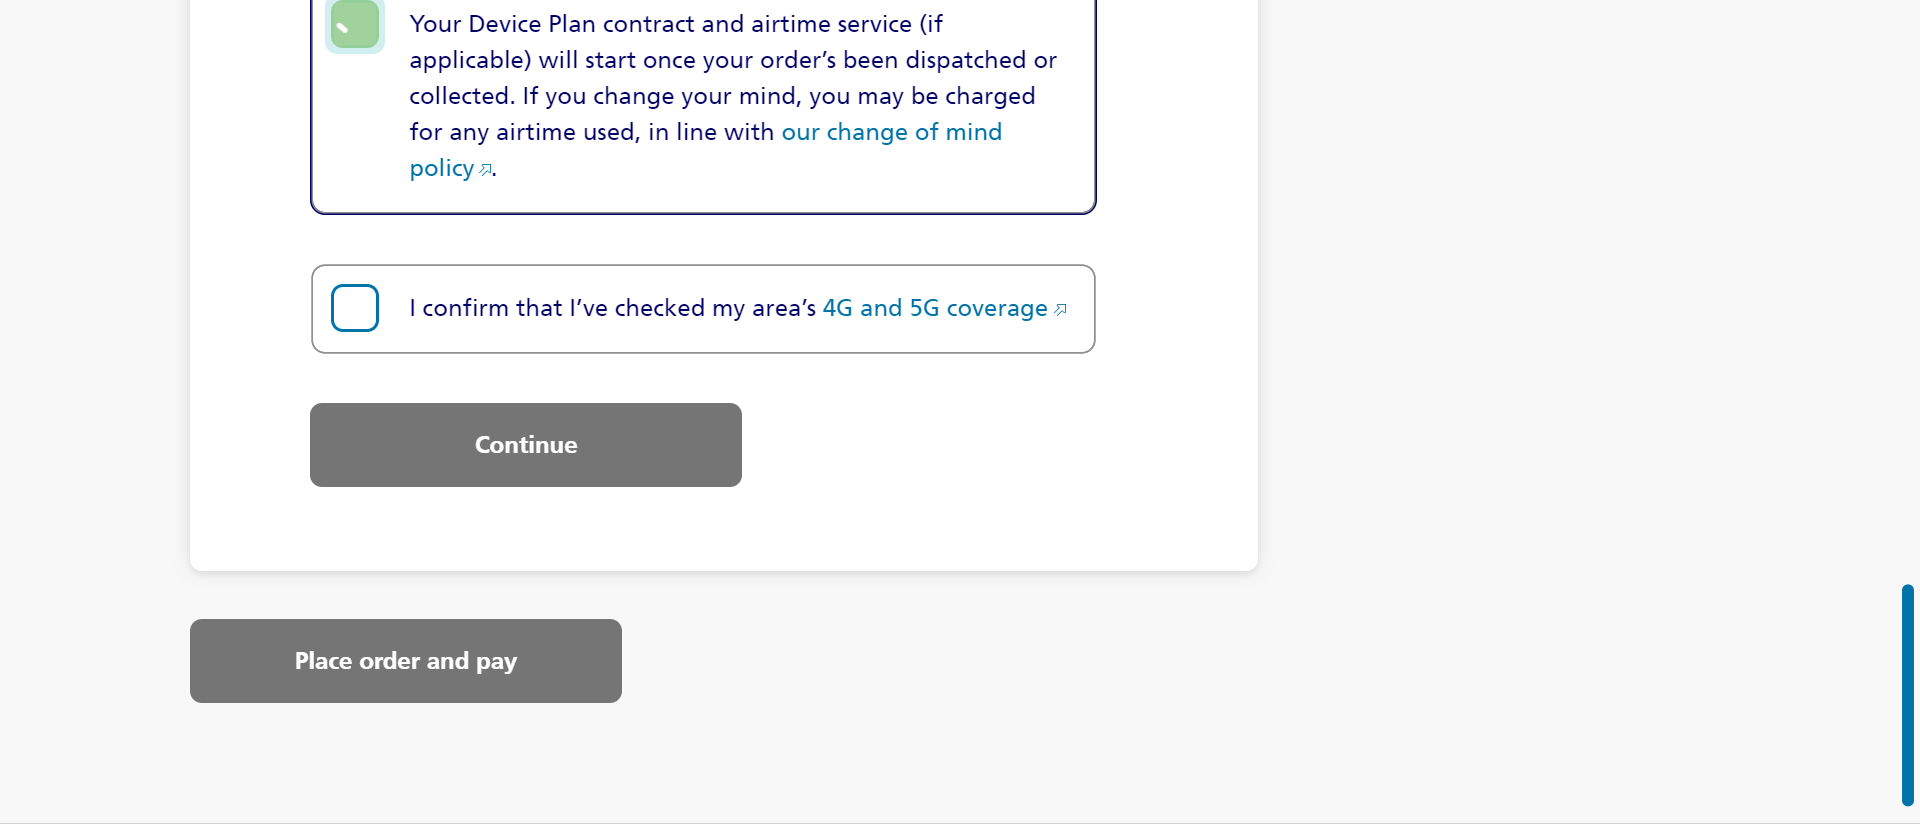 Your Device Plan contract and airtime service (if
applicable) will start once your order’s been dispatched or
collected. If you change your mind, you may be charged
for any airtime used, in line with our change of mind
policy.
I confirm that I’ve checked my area’s 4G and 5G coverage
Continue
Place order and pay